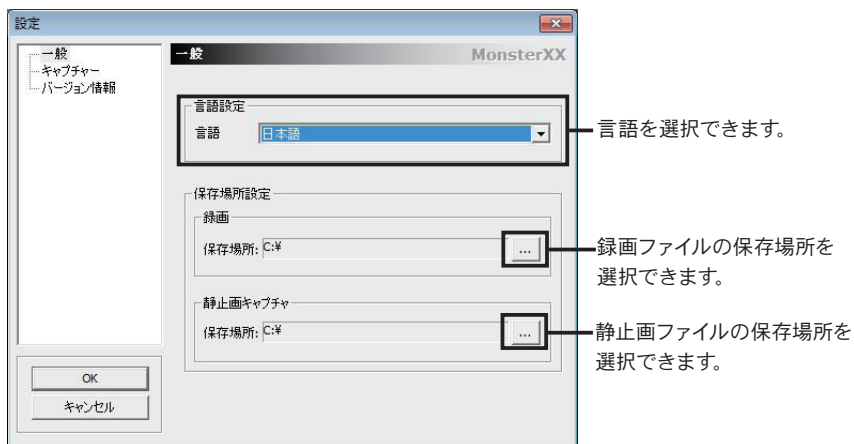 設定
一般
キャプチャー
バージョン情報
一般 MonsterXX
言語設定
言語 日本語
言語を選択できます。
保存場所設定
録画
保存場所: C:¥ ...
録画ファイルの保存場所を
選択できます。
静止画キャプチャ
保存場所: C:¥ ...
静止画ファイルの保存場所を
選択できます。
OK
キャンセル